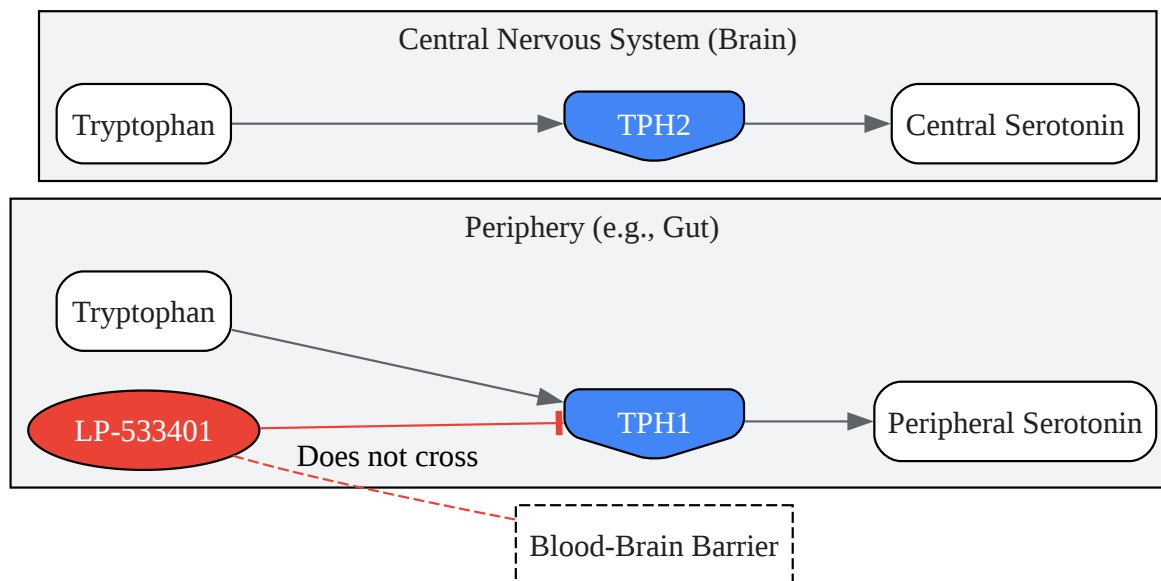 Central Nervous System (Brain)
Tryptophan
TPH2
Central Serotonin
Periphery (e.g., Gut)
Tryptophan
LP-533401
TPH1
Peripheral Serotonin
Does not cross
Blood-Brain Barrier